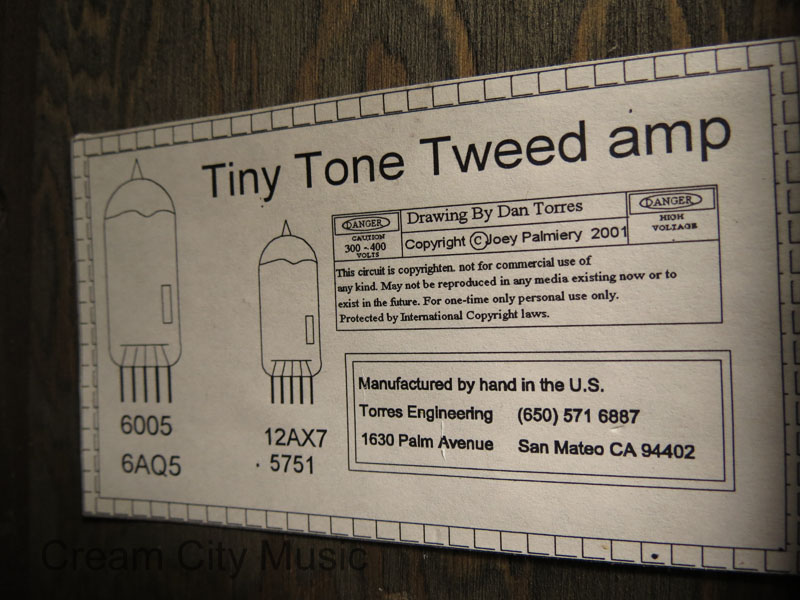 Tiny Tone Tweed amp
DANGER
CAUTION
300 - 400
VOLTS
Drawing By Dan Torres
Copyright ©Joey Palmiery 2001
DANGER
HIGH
VOLTAGE
This circuit is copyrighten. not for commercial use of
any kind. May not be reproduced in any media existing now or to
exist in the future. For one-time only personal use only.
Protected by International Copyright laws.
6005
6AQ5
12AX7
5751
Manufactured by hand in the U.S.
Torres Engineering (650) 571 6887
1630 Palm Avenue San Mateo CA 94402
Cream City Music